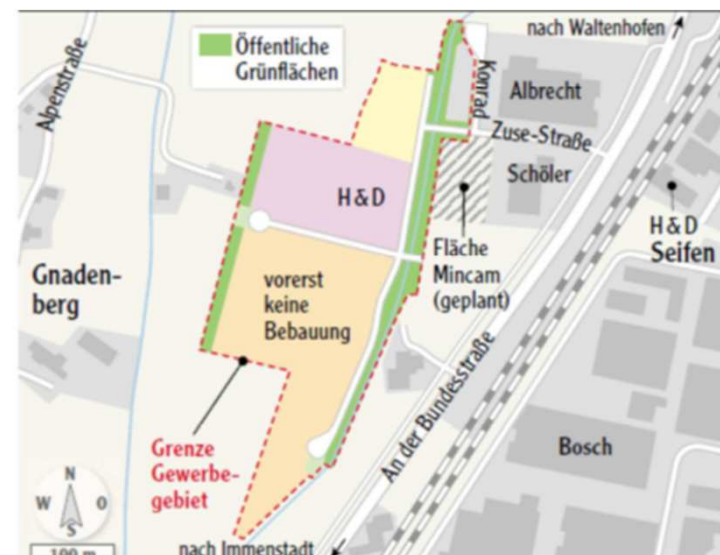 nach Waltenhofen
Öffentliche
Grünflächen
Alpenstraße
Konrad
Zuse-Straße
Albrecht
Schöler
H & D
H & D
Seifen
Fläche
Mincam
(geplant)
Gnaden-
berg
vorerst
keine
Bebauung
An der Bundesstraße
Grenze
Gewerbe-
gebiet
Bosch
N
W O
S
100 m
nach Immenstadt